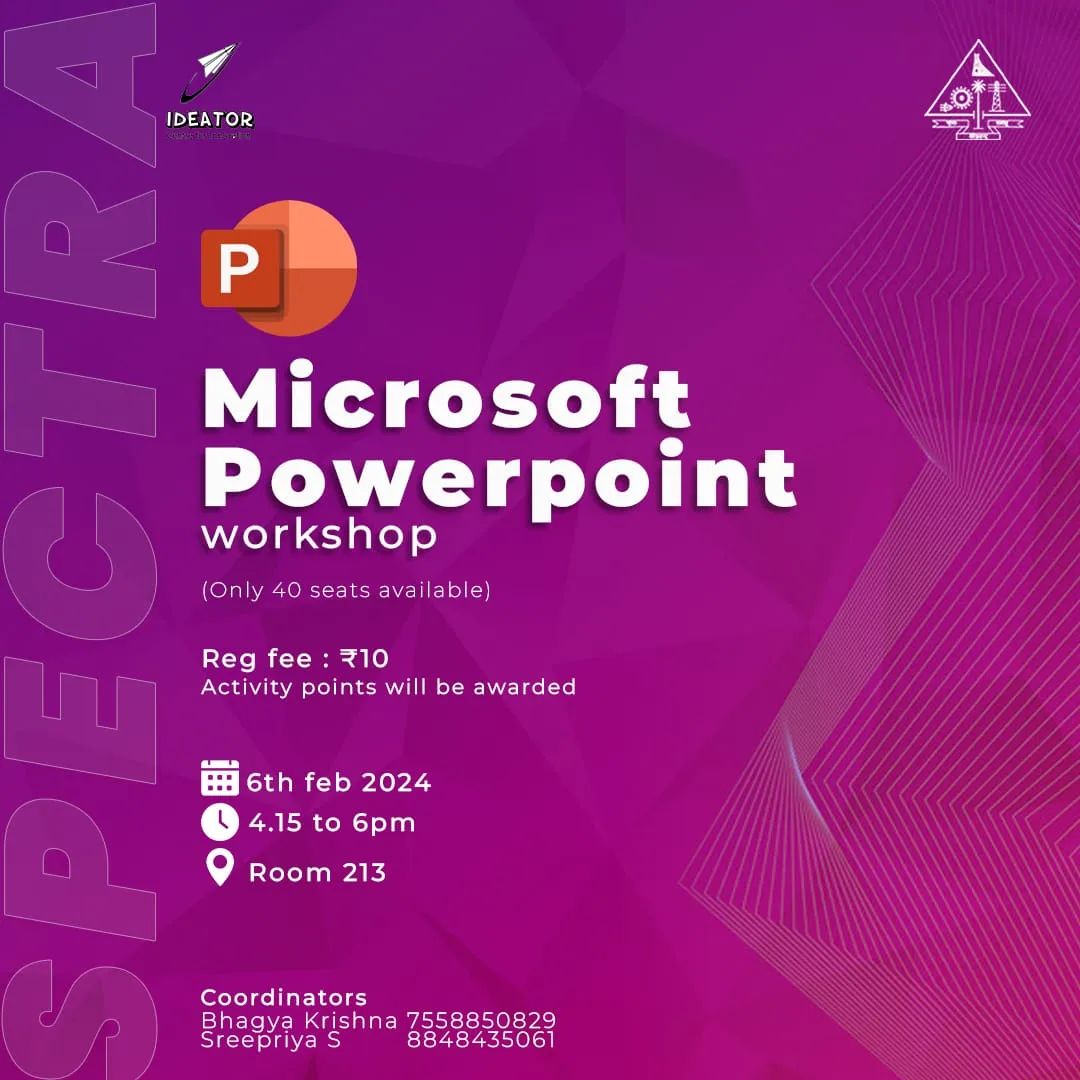 SPECTRA
IDEATOR
P
Microsoft
Powerpoint
workshop
(Only 40 seats available)
Reg fee : ₹10
Activity points will be awarded
6th feb 2024
4.15 to 6pm
Room 213
Coordinators
Bhagya Krishna 7558850829
Sreepriya S 8848435061